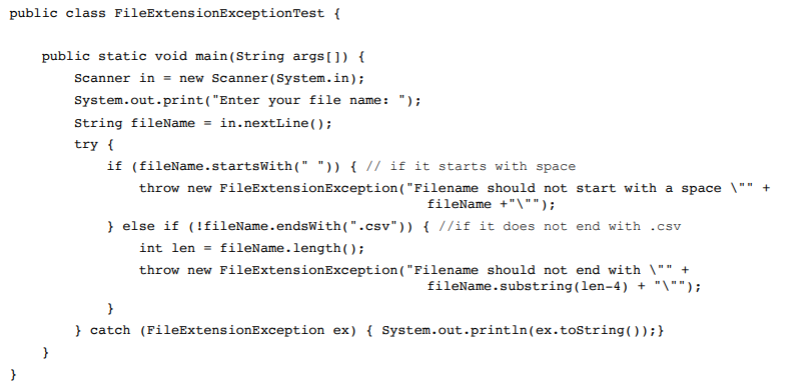 public class FileExtensionExceptionTest {
public static void main(String args[]) {
Scanner in = new Scanner(System.in);
System.out.print("Enter your file name: ");
String fileName = in.nextLine();
try {
if (fileName.startsWith(" ")) { // if it starts with space
throw new FileExtensionException("Filename should not start with a space \"" +
fileName +"\"");
} else if (!fileName.endsWith(".csv")) { //if it does not end with .csv
int len = fileName.length();
throw new FileExtensionException("Filename should not end with \"" +
fileName.substring(len-4) + "\"");
}
} catch (FileExtensionException ex) { System.out.println(ex.toString());}
}
}